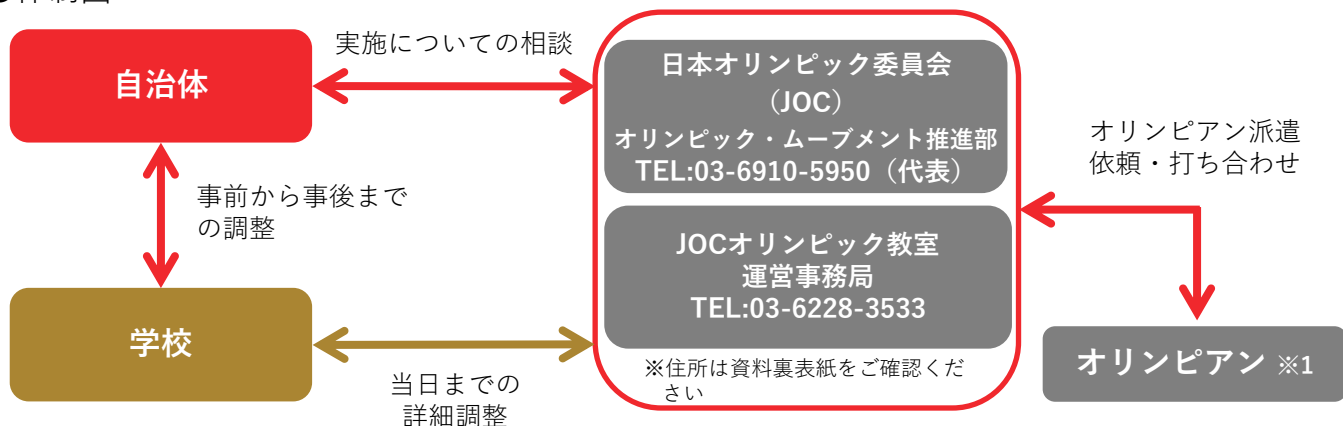 自治体
実施についての相談
日本オリンピック委員会
（JOC）
オリンピック・ムーブメント推進部
TEL:03-6910-5950（代表）
オリンピアン派遣
依頼・打ち合わせ
事前から事後まで
の調整
JOCオリンピック教室
運営事務局
TEL:03-6228-3533
学校
※住所は資料裏表紙をご確認くだ
さい
オリンピアン ※1
当日までの
詳細調整